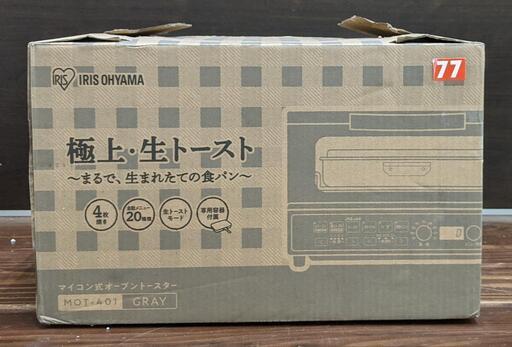 IRIS IRIS OHYAMA
77
極上・生トースト
〜まるで、生まれたての食パン〜
4枚
焼き
自動メニュー
20種類
生トースト
モード
専用容器
付属
マイコン式オーブントースター
MOT-401 GRAY